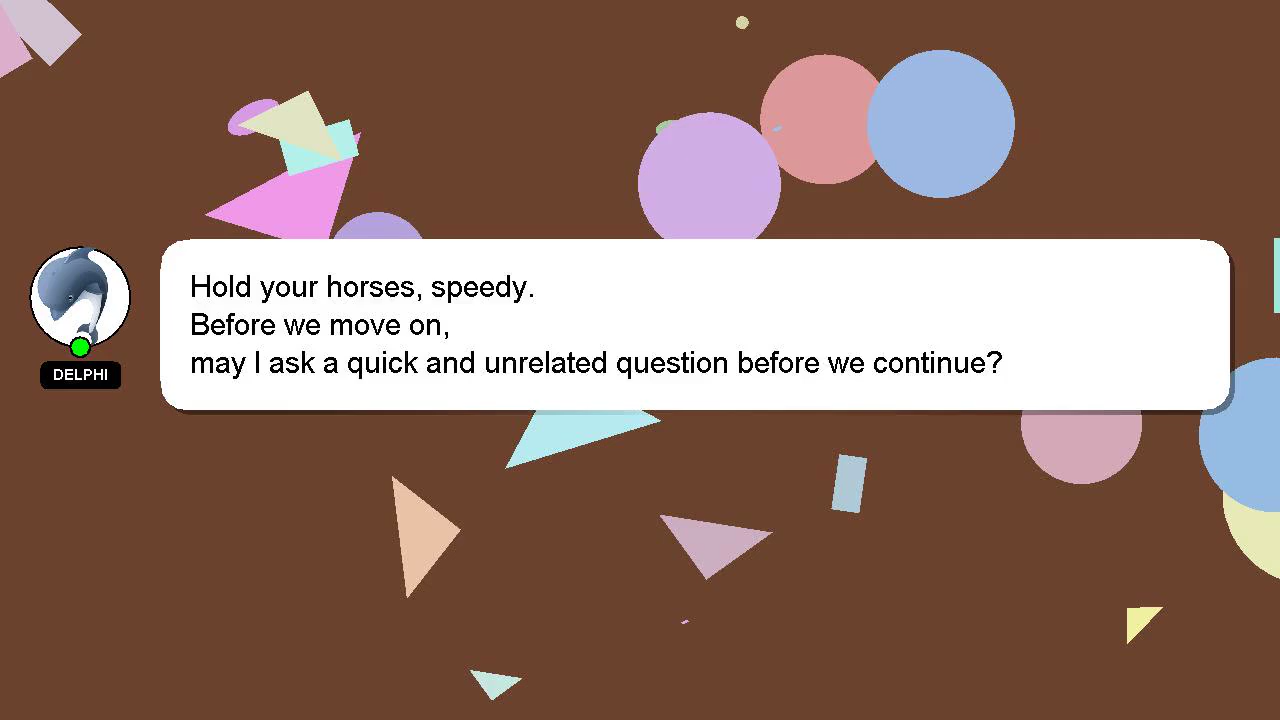 Hold your horses, speedy.
Before we move on,
may I ask a quick and unrelated question before we continue?
DELPHI